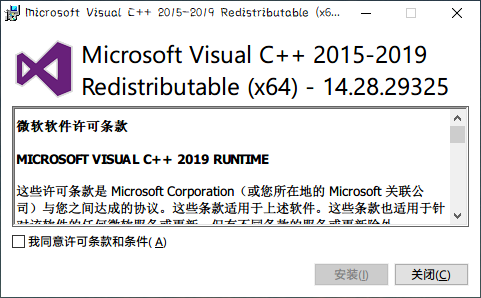 Microsoft Visual C++ 2015-2019 Redistributable (x6...
Microsoft Visual C++ 2015-2019
Redistributable (x64) - 14.28.29325
微软软件许可条款
MICROSOFT VISUAL C++ 2019 RUNTIME
这些许可条款是 Microsoft Corporation（或您所在地的 Microsoft 关联公
司）与您之间达成的协议。这些条款适用于上述软件。这些条款也适用于针
对该软件的任何微软服务或更新，但有不同条款的服务或更新除外
我同意许可条款和条件( A)
安装(I)
关闭(C)